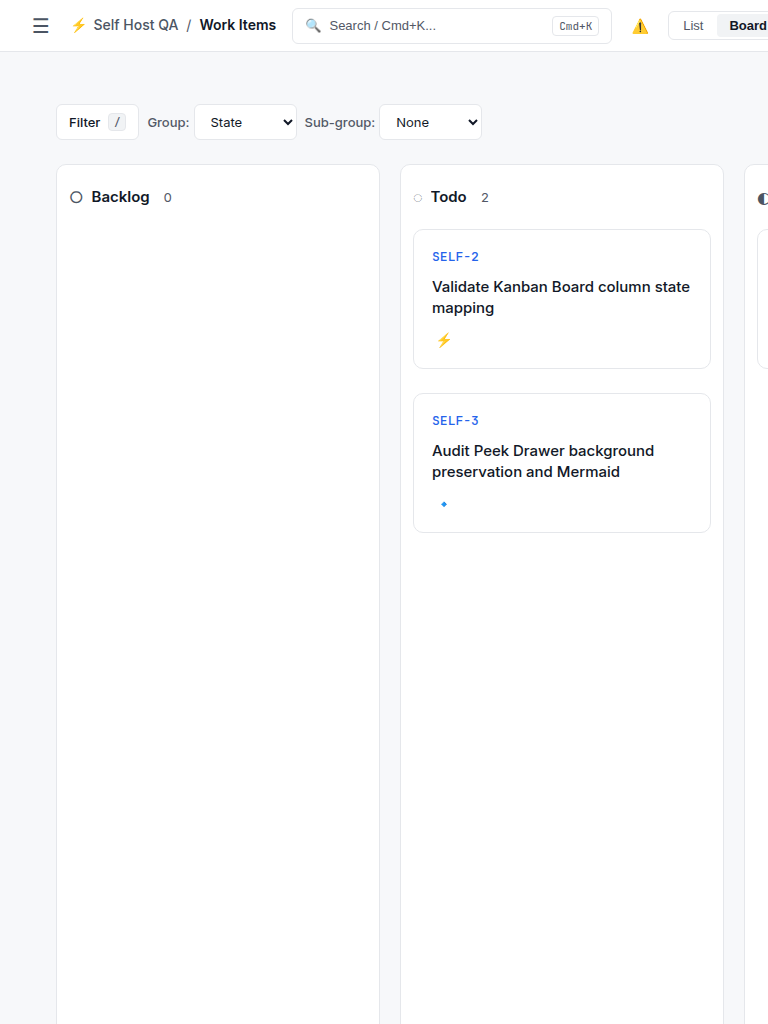 Self Host QA / Work Items
Search / Cmd+K...
Cmd+K
List
Board
Filter /
Group:
State
Sub-group:
None
Backlog 0
Todo 2
SELF-2
Validate Kanban Board column state
mapping
SELF-3
Audit Peek Drawer background
preservation and Mermaid